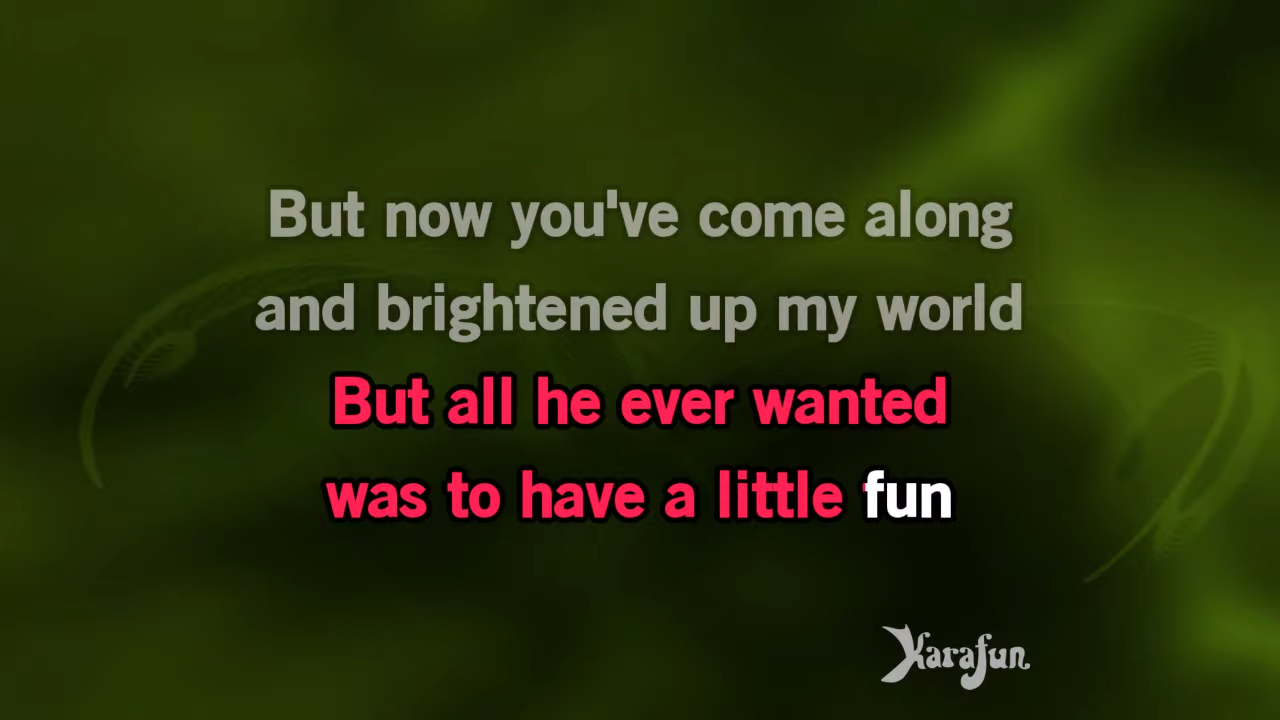 But now you've come along
and brightened up my world
But all he ever wanted
was to have a little fun
Karafun